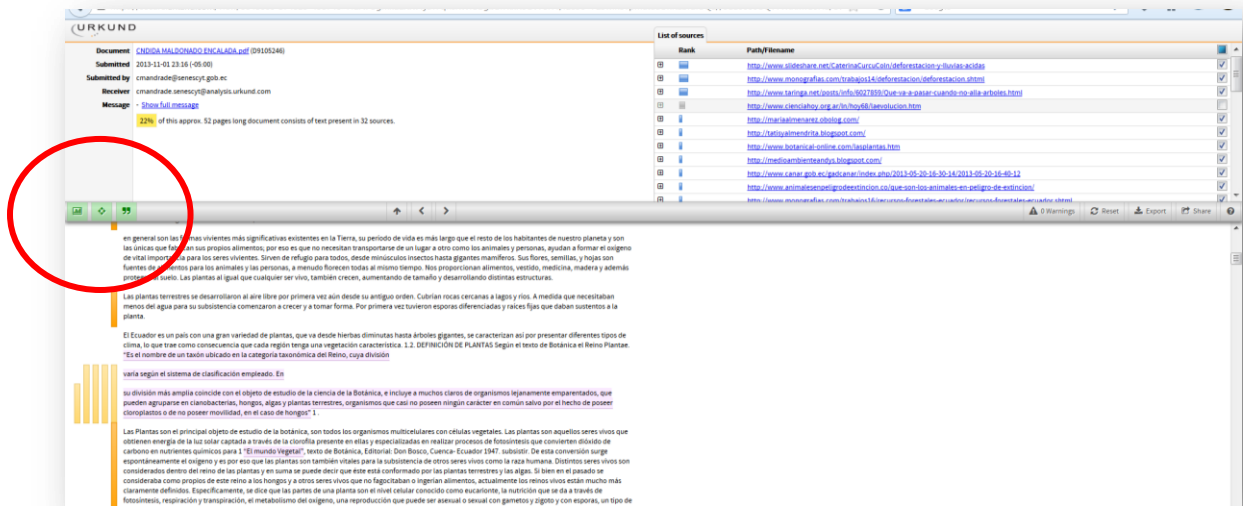 URKUND
Document CNDIDA MALDONADO ENCALADA.pdf (D9105246)
Submitted 2013-11-01 23:16 (-05:00)
Submitted by cmandrade@senescyt.gob.ec
Receiver cmandrade.senescyt@analysis.urkund.com
Message - Show full message
22% of this approx. 52 pages long document consists of text present in 32 sources.
List of sources
Rank Path/Filename
http://www.slideshare.net/CaterinaCurcuColn/deforestacion-y-lluvias-acidas
http://www.monografias.com/trabajos14/deforestacion/deforestacion.shtml
http://www.taringa.net/posts/info/6027859/Que-va-a-pasar-cuando-no-alla-arboles.html
http://www.cienciahoy.org.ar/ln/hoy68/laevolucion.htm
http://mariaalmenarez.obolog.com/
http://tatisyalmendrita.blogspot.com/
http://www.botanical-online.com/lasplantas.htm
http://medioambienteandys.blogspot.com/
http://www.canar.gob.ec/gadcanar/index.php/2013-05-20-16-30-14/2013-05-20-16-40-12
http://www.animalesenpeligrodeextincion.co/que-son-los-animales-en-peligro-de-extincion/
http://www.monografias.com/trabajos16/recursos-forestales-ecuador/recursos-forestales-ecuador.shtml
0 Warnings Reset Export Share
en general son las formas vivientes más significativas existentes en la Tierra, su período de vida es más largo que el resto de los habitantes de nuestro planeta y son
las únicas que fabrican sus propios alimentos; por eso es que no necesitan transportarse de un lugar a otro como los animales y personas, ayudan a formar el oxígeno
de vital importancia para los seres vivientes. Sirven de refugio para todos, desde minúsculos insectos hasta gigantes mamíferos. Sus flores, semillas, y hojas son
fuentes de alimentos para los animales y las personas, a menudo florecen todas al mismo tiempo. Nos proporcionan alimentos, vestido, medicina, madera y además
protegen al suelo. Las plantas al igual que cualquier ser vivo, también crecen, aumentando de tamaño y desarrollando distintas estructuras.
Las plantas terrestres se desarrollaron al aire libre por primera vez aún desde su antiguo orden. Cubrían rocas cercanas a lagos y ríos. A medida que necesitaban
menos del agua para su subsistencia comenzaron a crecer y a tomar forma. Por primera vez tuvieron esporas diferenciadas y raíces fijas que daban sustentos a la
planta.
El Ecuador es un país con una gran variedad de plantas, que va desde hierbas diminutas hasta árboles gigantes, se caracterizan así por presentar diferentes tipos de
clima, lo que trae como consecuencia que cada región tenga una vegetación característica. 1.2. DEFINICIÓN DE PLANTAS Según el texto de Botánica el Reino Plantae.
"Es el nombre de un taxón ubicado en la categoría taxonómica del Reino, cuya división
varía según el sistema de clasificación empleado. En
su división más amplia coincide con el objeto de estudio de la ciencia de la Botánica, e incluye a muchos claros de organismos lejanamente emparentados, que
pueden agruparse en cianobacterias, hongos, algas y plantas terrestres, organismos que casi no poseen ningún carácter en común salvo por el hecho de poseer
cloroplastos o de no poseer movilidad, en el caso de hongos" 1 .
Las Plantas son el principal objeto de estudio de la botánica, son todos los organismos multicelulares con células vegetales. Las plantas son aquellos seres vivos que
obtienen energía de la luz solar captada a través de la clorofila presente en ellas y especializadas en realizar procesos de fotosíntesis que convierten dióxido de
carbono en nutrientes químicos para 1 "El mundo Vegetal", texto de Botánica, Editorial: Don Bosco, Cuenca- Ecuador 1947. subsistir. De esta conversión surge
espontáneamente el oxígeno y es por eso que las plantas son también vitales para la subsistencia de otros seres vivos como la raza humana. Distintos seres vivos son
considerados dentro del reino de las plantas y en suma se puede decir que éste está conformado por las plantas terrestres y las algas. Si bien en el pasado se
consideraba como propios de este reino a los hongos y a otros seres vivos que no fagocitaban o ingerían alimentos, actualmente los reinos vivos están mucho más
claramente definidos. Específicamente, se dice que las partes de una planta son el nivel celular conocido como eucarionte, la nutrición que se da a través de
fotosíntesis, respiración y transpiración, el metabolismo del oxígeno, una reproducción que puede ser asexual o sexual con gametos y zigoto y con esporas, un tipo de